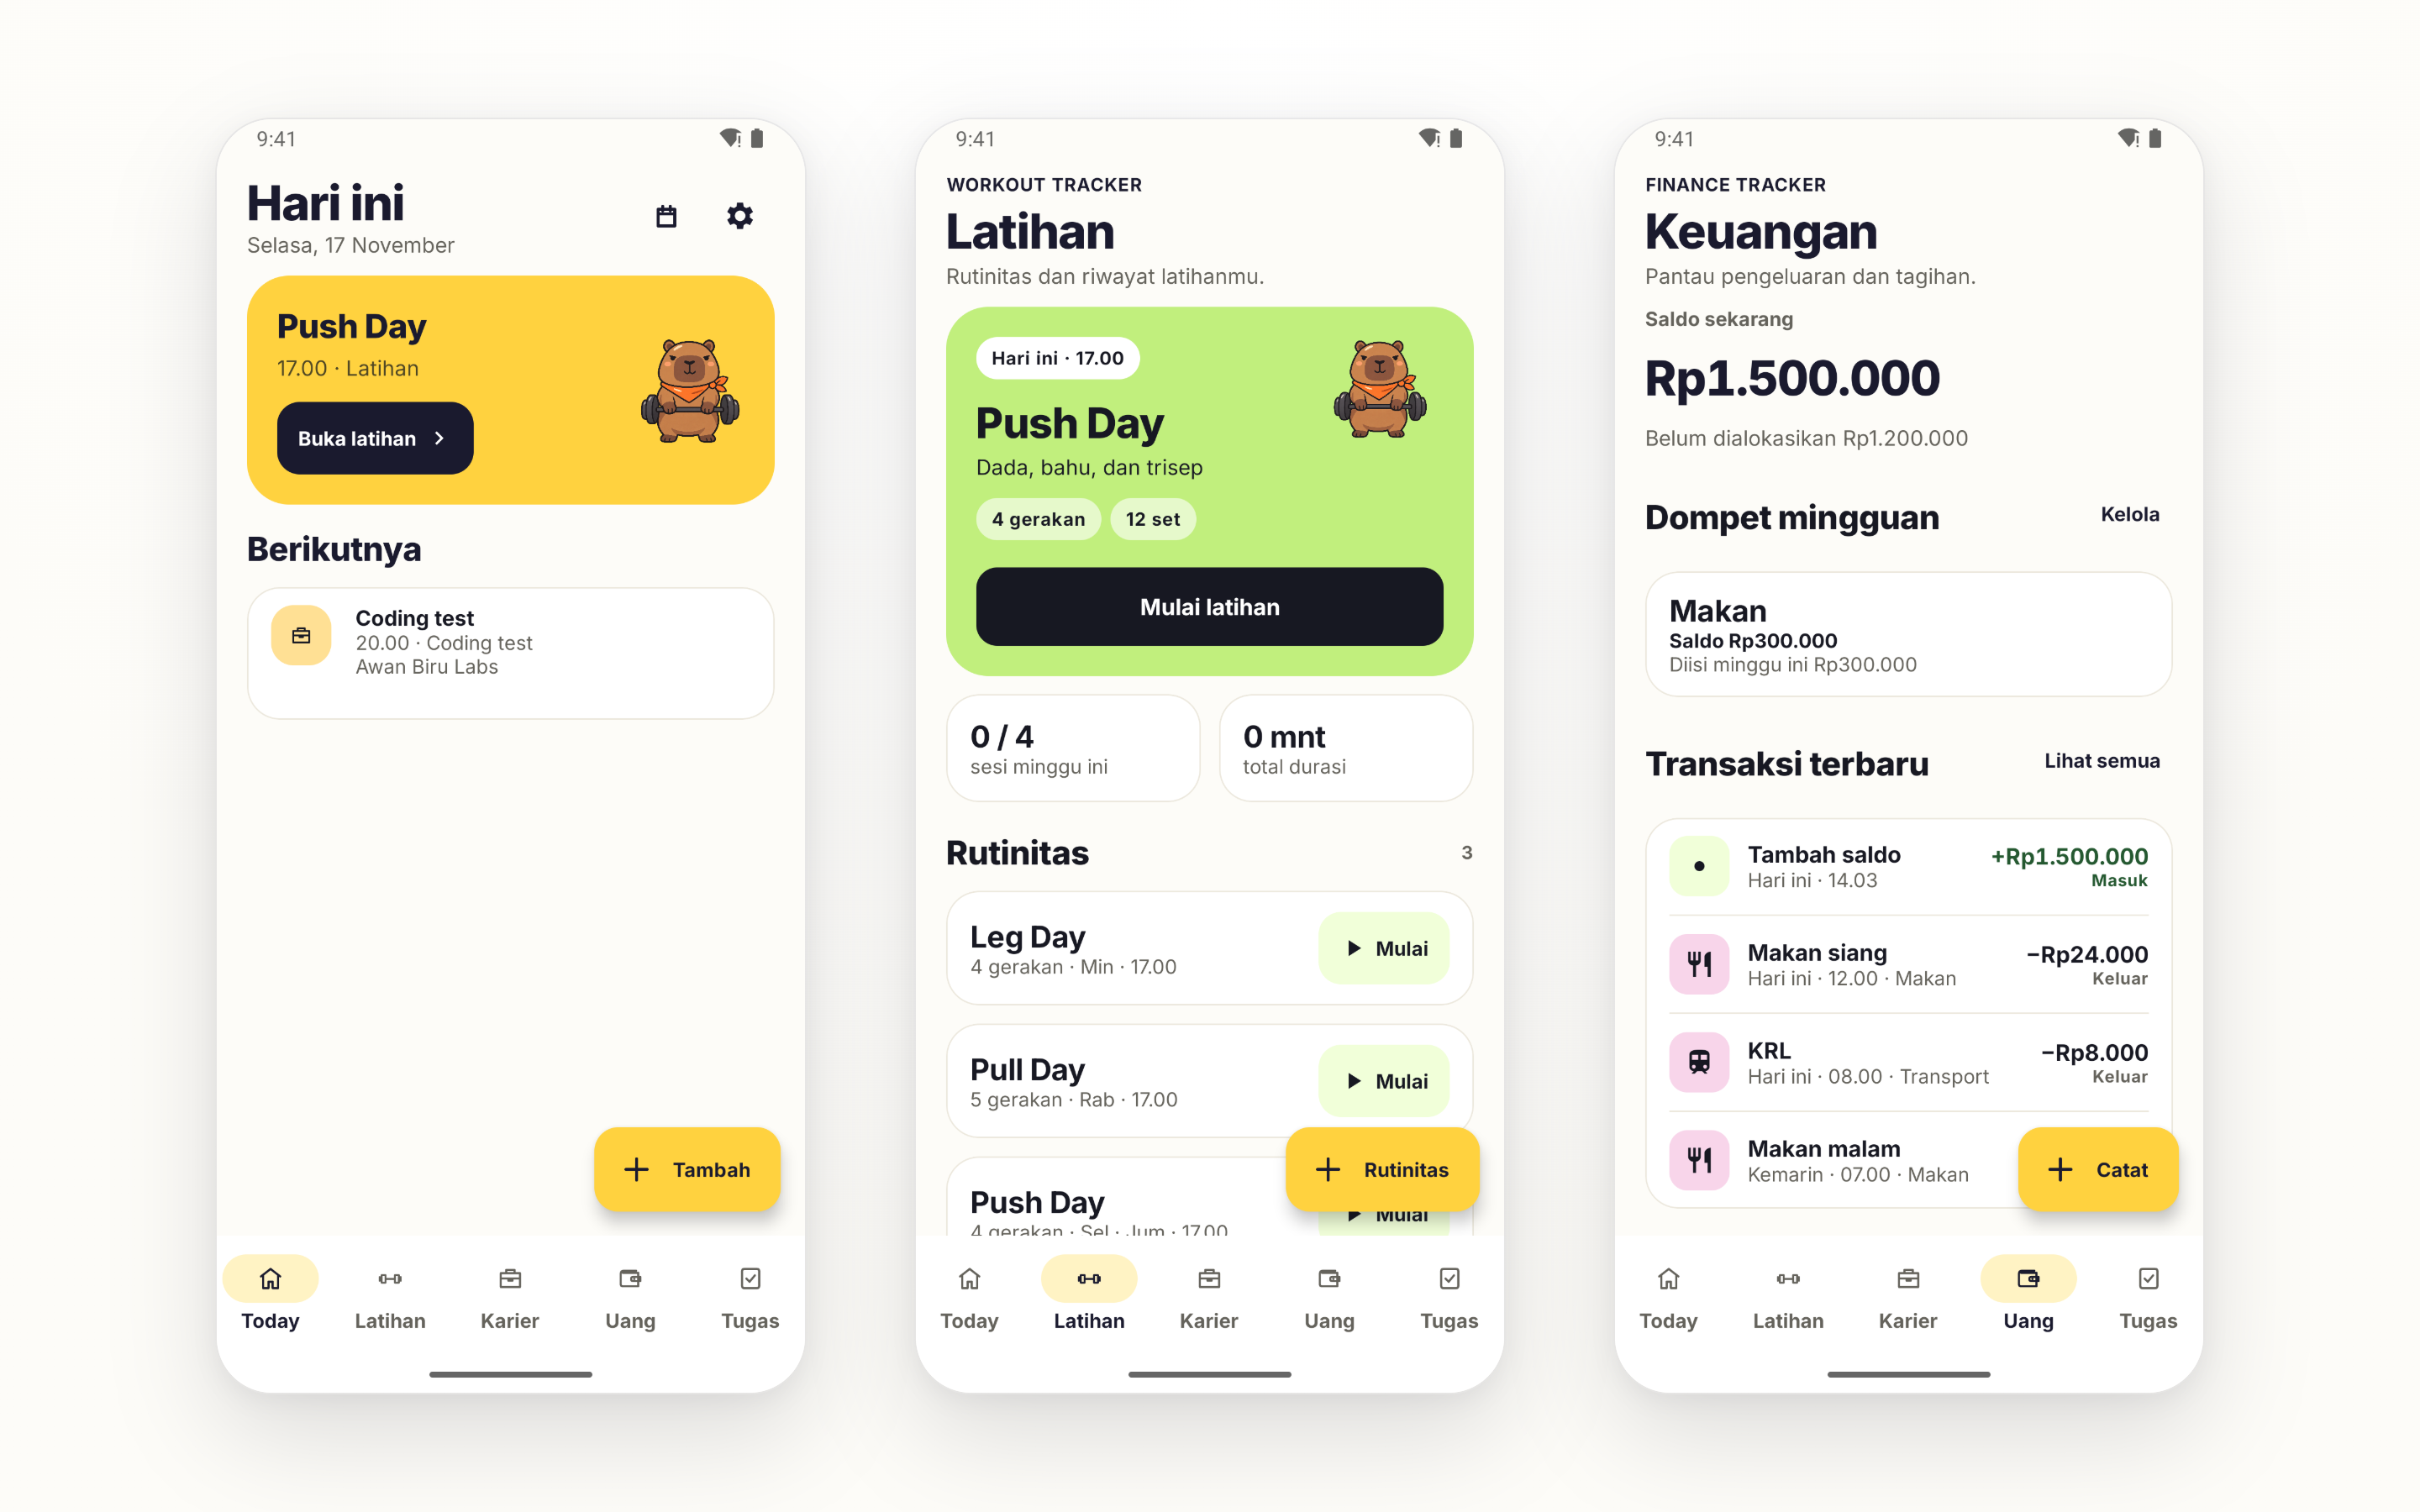 9:41
Hari ini
Selasa, 17 November
Push Day
17.00 · Latihan
Buka latihan
Berikutnya
Coding test
20.00 · Coding test
Awan Biru Labs
Tambah
Today
Latihan
Karier
Uang
Tugas
9:41
WORKOUT TRACKER
Latihan
Rutinitas dan riwayat latihanmu.
Hari ini · 17.00
Push Day
Dada, bahu, dan trisep
4 gerakan
12 set
Mulai latihan
0 / 4
sesi minggu ini
0 mnt
total durasi
Rutinitas
3
Leg Day
4 gerakan · Min · 17.00
Mulai
Pull Day
5 gerakan · Rab · 17.00
Mulai
Push Day
4 gerakan · Sel · Jum · 17.00
Mulai
Rutinitas
Today
Latihan
Karier
Uang
Tugas
9:41
FINANCE TRACKER
Keuangan
Pantau pengeluaran dan tagihan.
Saldo sekarang
Rp1.500.000
Belum dialokasikan Rp1.200.000
Dompet mingguan
Kelola
Makan
Saldo Rp300.000
Diisi minggu ini Rp300.000
Transaksi terbaru
Lihat semua
Tambah saldo
+Rp1.500.000
Hari ini · 14.03
Masuk
Makan siang
−Rp24.000
Hari ini · 12.00 · Makan
Keluar
KRL
−Rp8.000
Hari ini · 08.00 · Transport
Keluar
Makan malam
Kemarin · 07.00 · Makan
Catat
Today
Latihan
Karier
Uang
Tugas